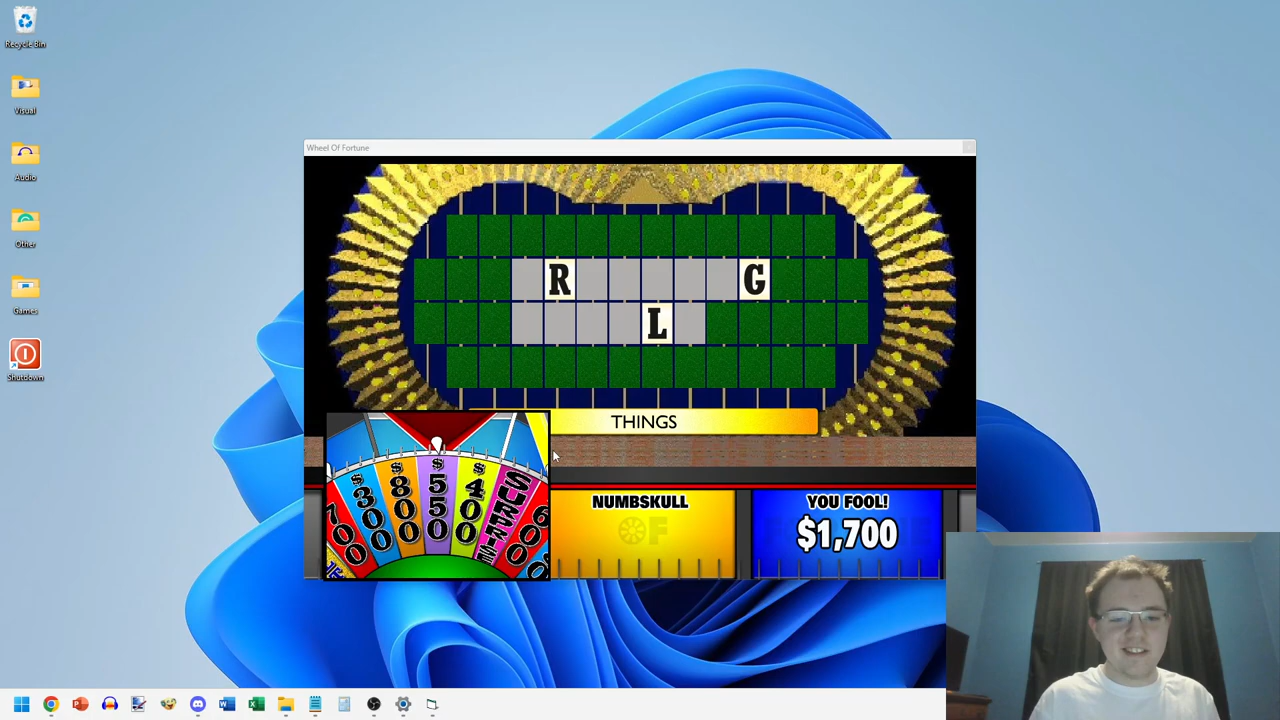 Recycle Bin
Visual
Audio
Other
Games
Shutdown
Wheel Of Fortune
R G
L
THINGS
700
$300
$800
$550
$400
SURPRISE
NUMBSKULL
YOU FOOL!
$1,700